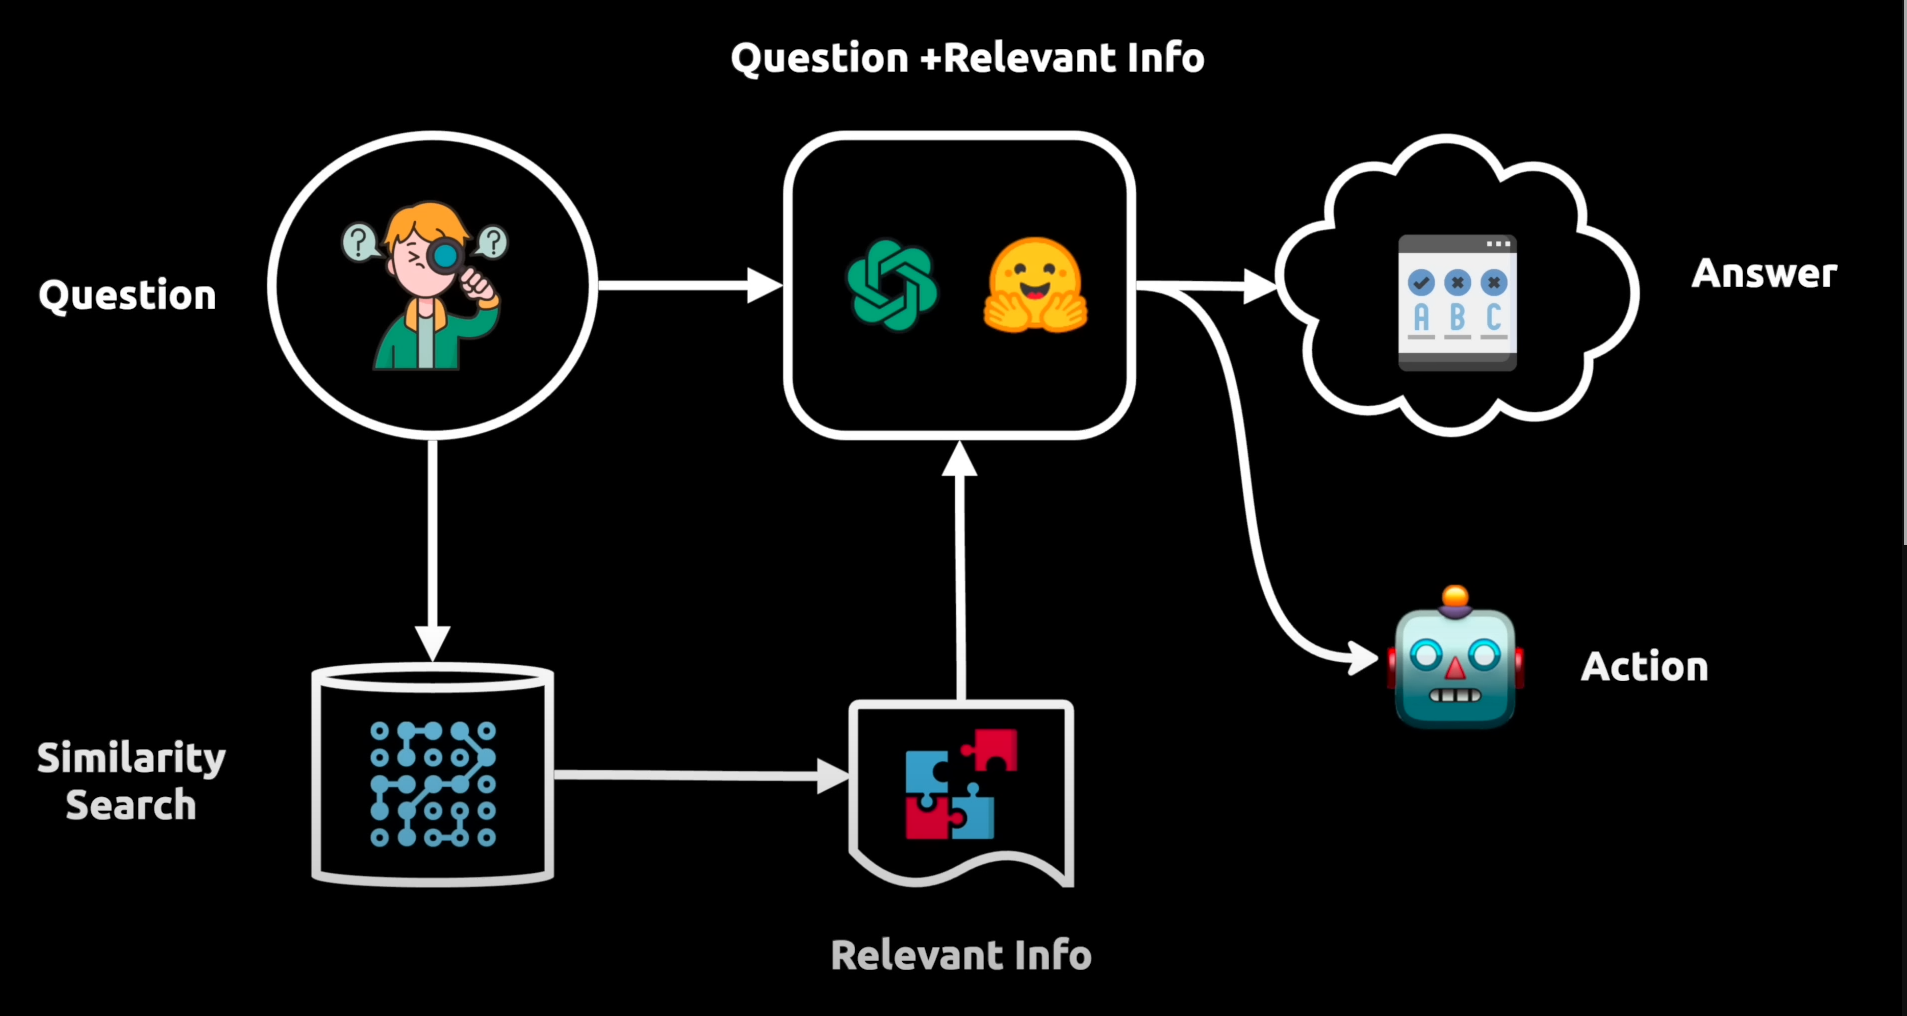 Question +Relevant Info
? ?
Question
Answer
A B C
Action
Similarity
Search
Relevant Info